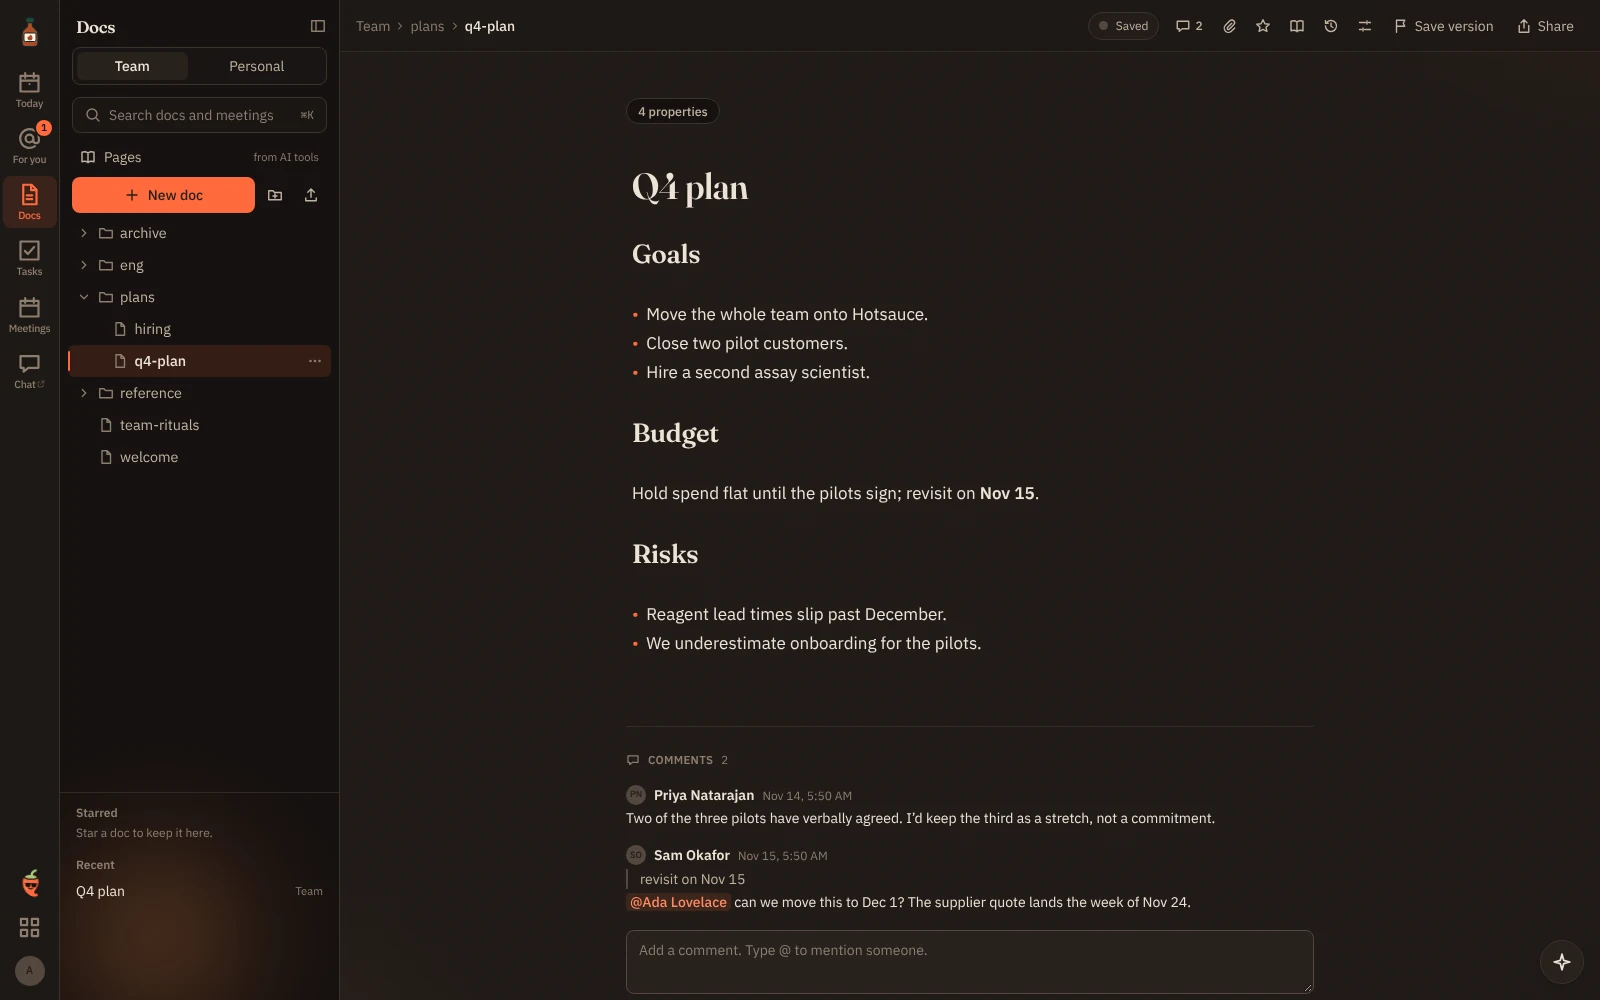 Docs
Team
Personal
Search docs and meetings
⌘K
Pages
from AI tools
+ New doc
archive
eng
plans
hiring
q4-plan
reference
team-rituals
welcome
Starred
Star a doc to keep it here.
Recent
Q4 plan
Team
Today
1
For you
Docs
Tasks
Meetings
Chat
A
Team > plans > q4-plan
Saved
2
Save version
Share
4 properties
Q4 plan
Goals
• Move the whole team onto Hotsauce.
• Close two pilot customers.
• Hire a second assay scientist.
Budget
Hold spend flat until the pilots sign; revisit on Nov 15.
Risks
• Reagent lead times slip past December.
• We underestimate onboarding for the pilots.
COMMENTS 2
PN Priya Natarajan Nov 14, 5:50 AM
Two of the three pilots have verbally agreed. I'd keep the third as a stretch, not a commitment.
SO Sam Okafor Nov 15, 5:50 AM
revisit on Nov 15
@Ada Lovelace can we move this to Dec 1? The supplier quote lands the week of Nov 24.
Add a comment. Type @ to mention someone.